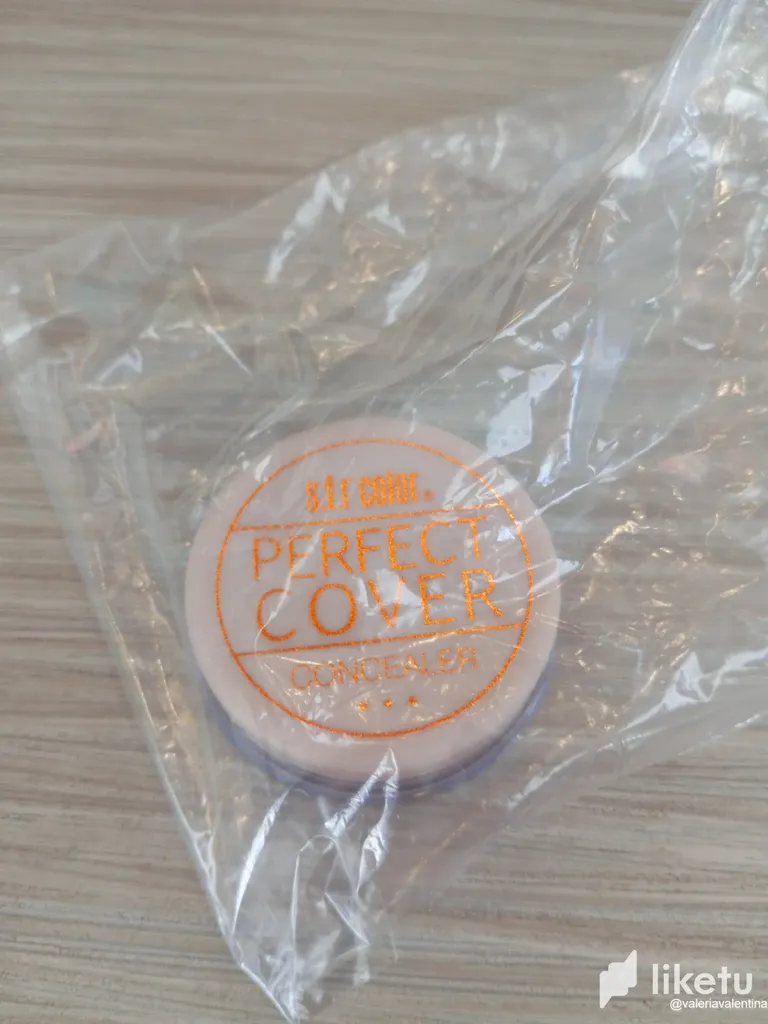 s.f.r color®
PERFECT
COVER
CONCEALER
liketu
@valeriavalentina